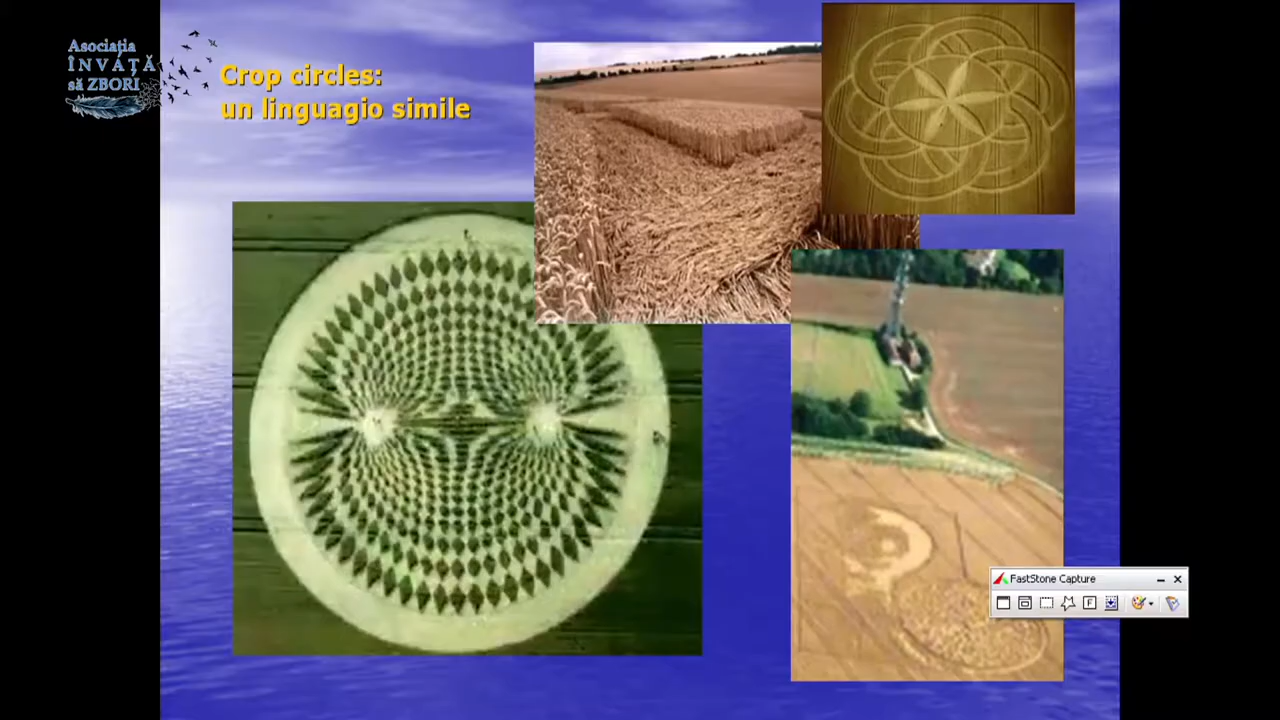 Asociația
ÎNVAȚĂ
să ZBORI
Crop circles:
un linguagio simile
FastStone Capture
F